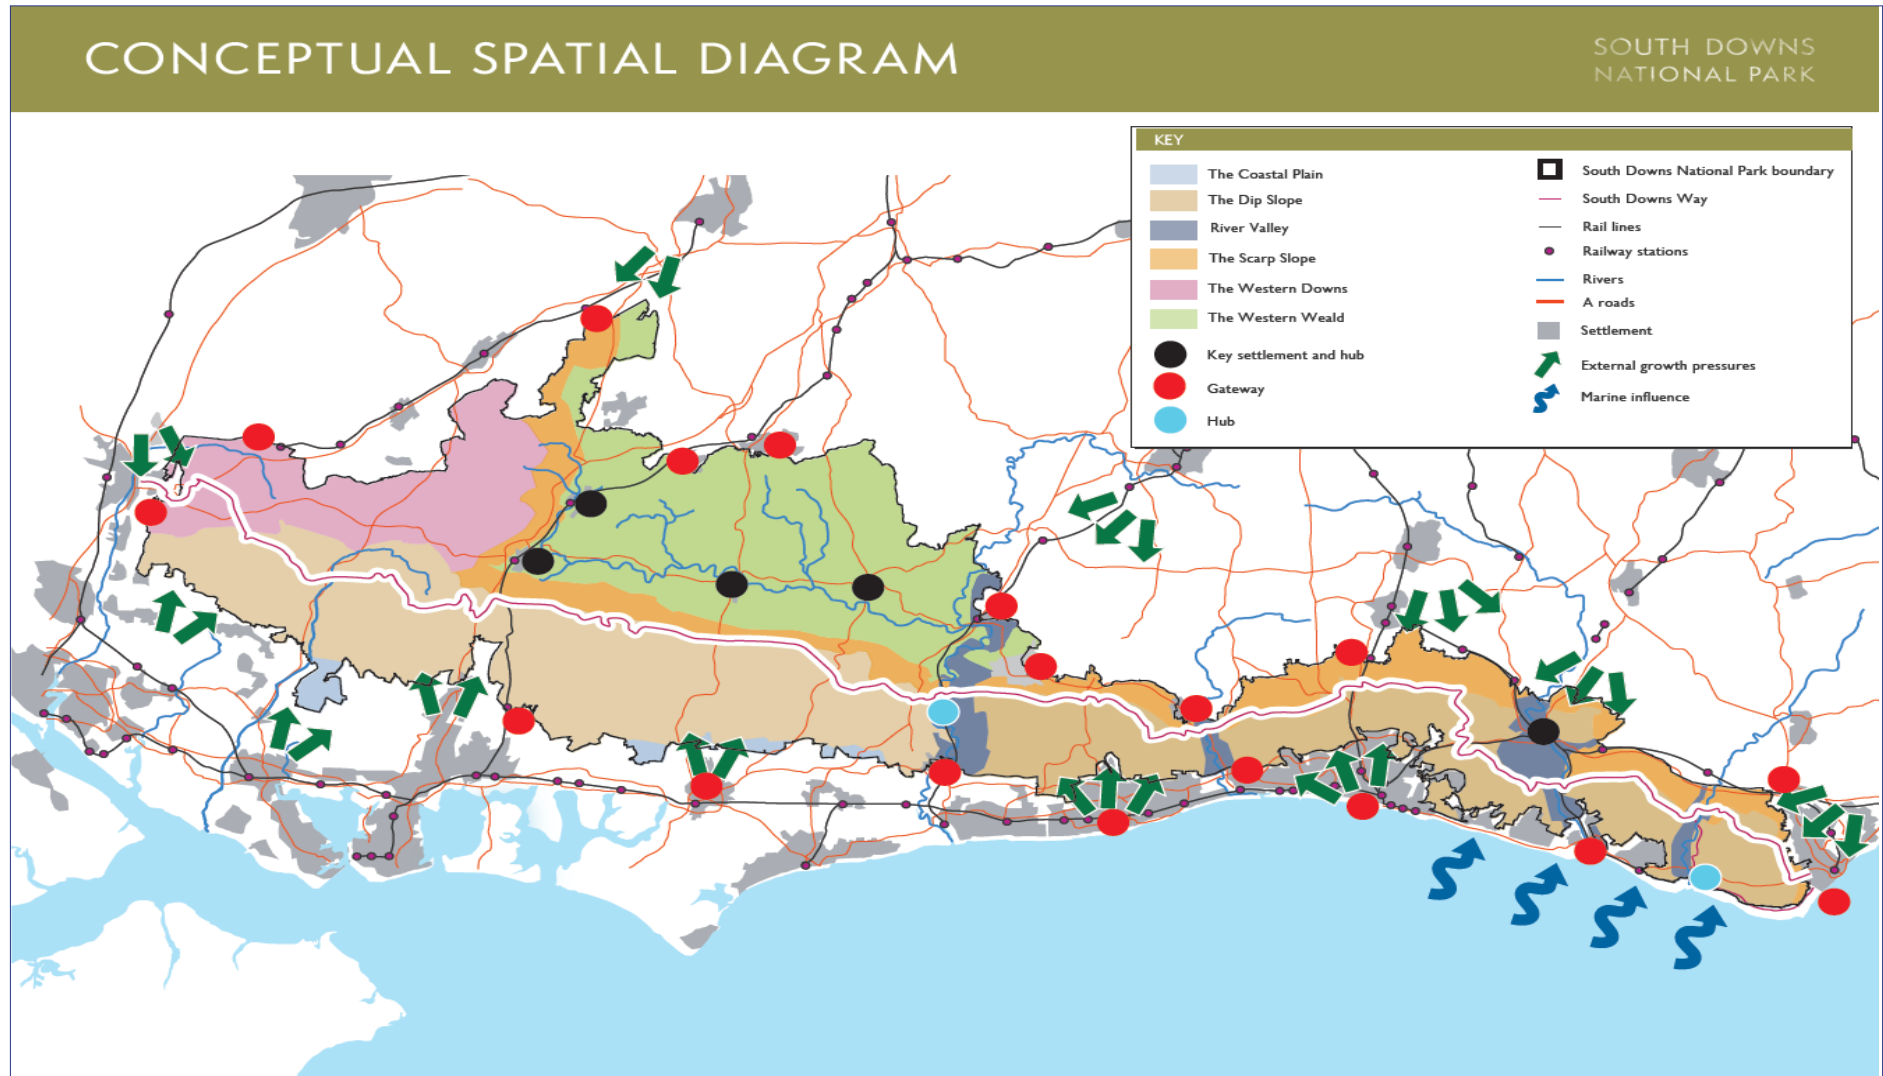 CONCEPTUAL SPATIAL DIAGRAM
SOUTH DOWNS
NATIONAL PARK
KEY
The Coastal Plain
The Dip Slope
River Valley
The Scarp Slope
The Western Downs
The Western Weald
Key settlement and hub
Gateway
Hub
South Downs National Park boundary
South Downs Way
Rail lines
Railway stations
Rivers
A roads
Settlement
External growth pressures
Marine influence